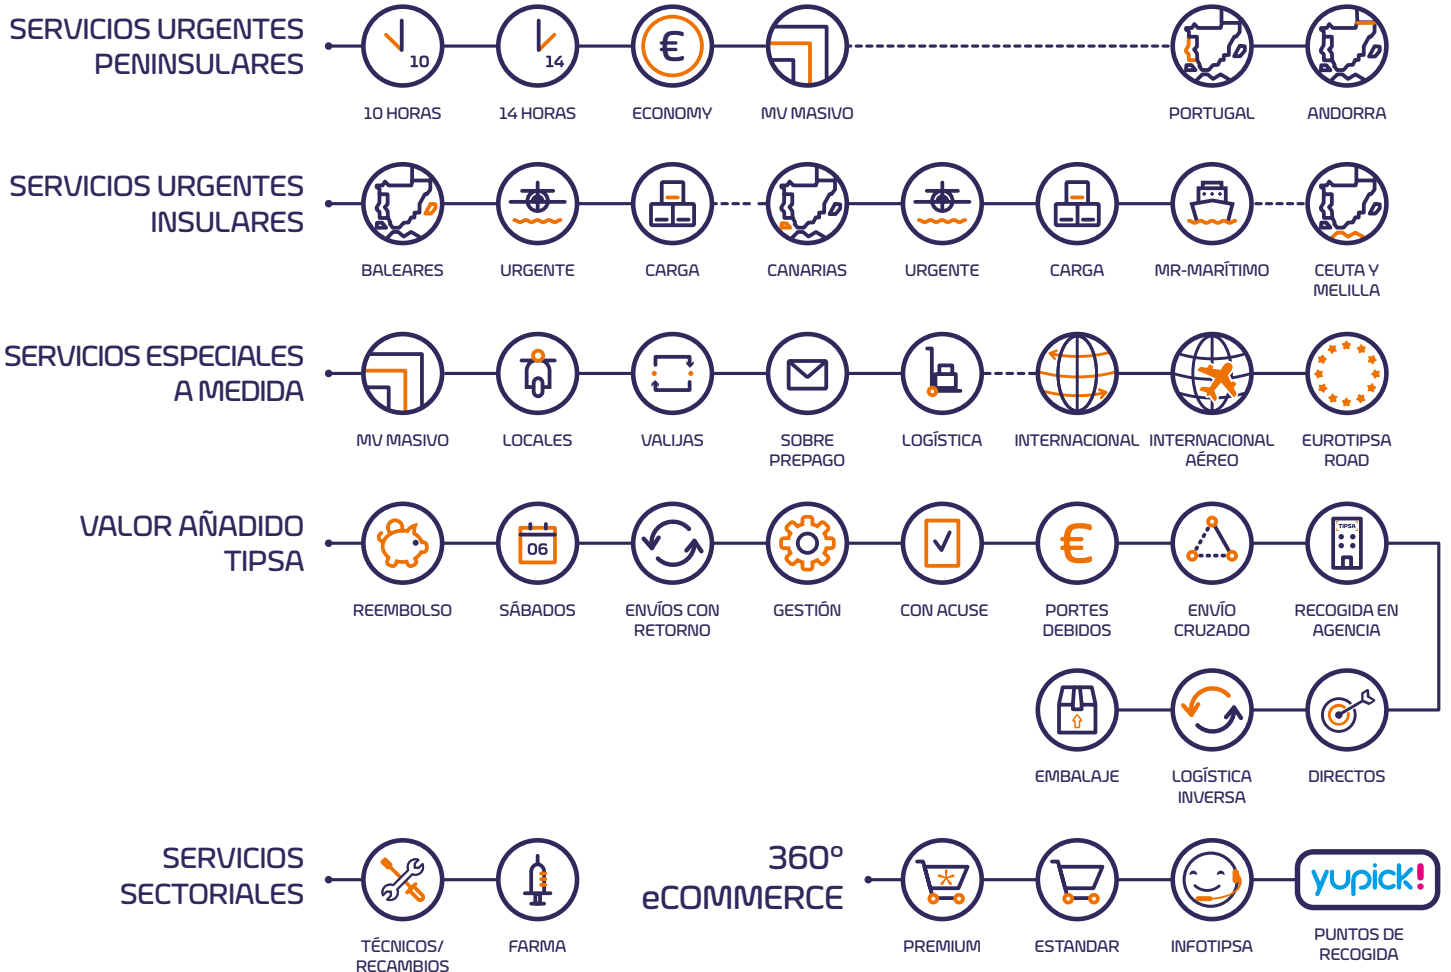 SERVICIOS URGENTES
PENINSULARES
10
14
€
10 HORAS
14 HORAS
ECONOMY
MV MASIVO
PORTUGAL
ANDORRA
SERVICIOS URGENTES
INSULARES
BALEARES
URGENTE
CARGA
CANARIAS
URGENTE
CARGA
MR-MARÍTIMO
CEUTA Y
MELILLA
SERVICIOS ESPECIALES
A MEDIDA
MV MASIVO
LOCALES
VALIJAS
SOBRE
PREPAGO
LOGÍSTICA
INTERNACIONAL
INTERNACIONAL
AÉREO
EUROTIPSA
ROAD
VALOR AÑADIDO
TIPSA
06
€
TIPSA
REEMBOLSO
SÁBADOS
ENVÍOS CON
RETORNO
GESTIÓN
CON ACUSE
PORTES
DEBIDOS
ENVÍO
CRUZADO
RECOGIDA EN
AGENCIA
EMBALAJE
LOGÍSTICA
INVERSA
DIRECTOS
SERVICIOS
SECTORIALES
TÉCNICOS/
RECAMBIOS
FARMA
360º
eCOMMERCE
yupick!
PREMIUM
ESTANDAR
INFOTIPSA
PUNTOS DE
RECOGIDA